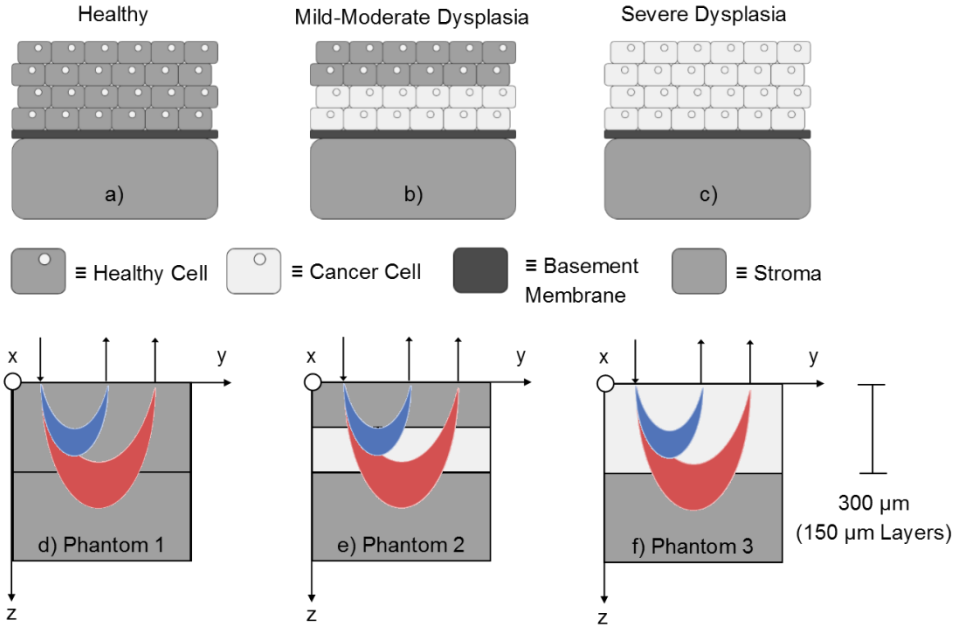 Healthy
Mild-Moderate Dysplasia
Severe Dysplasia
a)
b)
c)
≡ Healthy Cell
≡ Cancer Cell
≡ Basement
Membrane
≡ Stroma
x
y
x
y
x
y
d) Phantom 1
e) Phantom 2
f) Phantom 3
300 µm
(150 µm Layers)
z
z
z